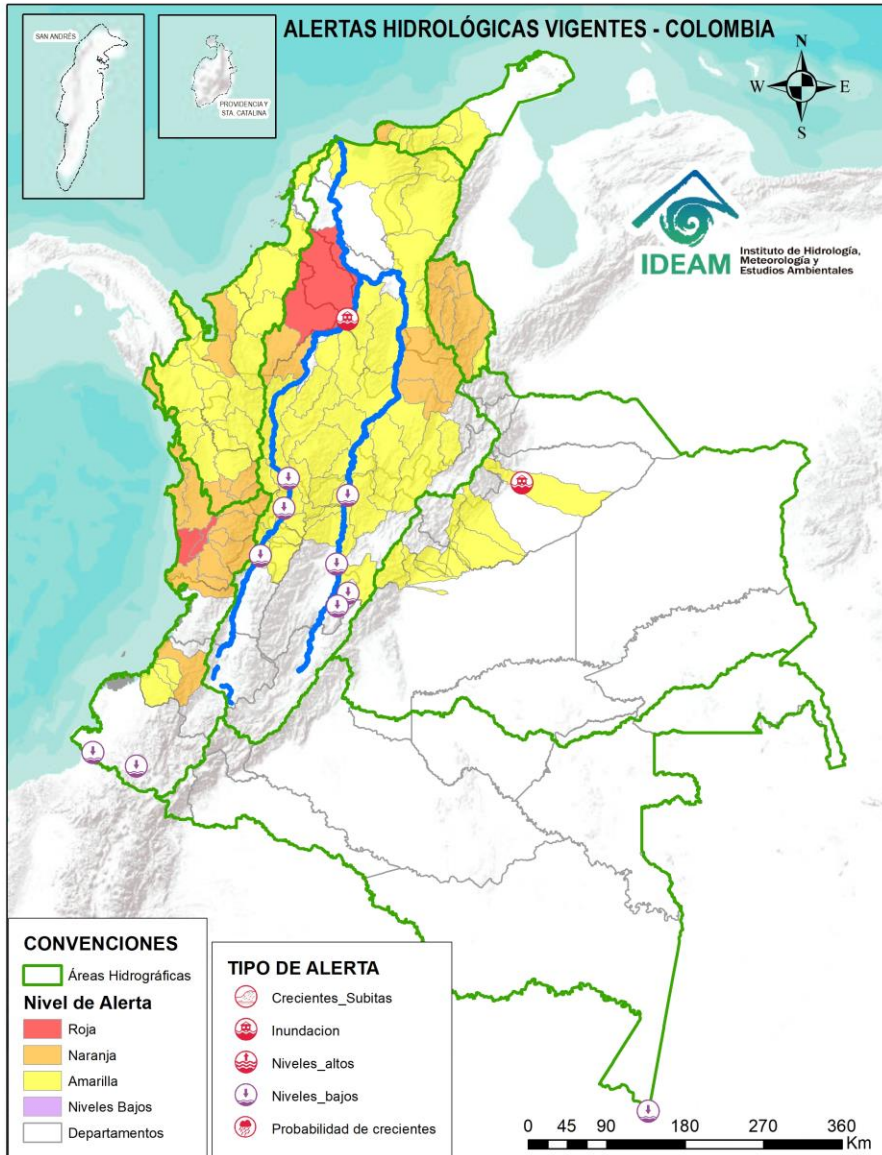 ALERTAS HIDROLÓGICAS VIGENTES - COLOMBIA
SAN ANDRÉS
PROVIDENCIA Y
STA. CATALINA
N
W
E
S
IDEAM
Instituto de Hidrología,
Meteorología y
Estudios Ambientales
CONVENCIONES
Áreas Hidrográficas
Nivel de Alerta
Roja
Naranja
Amarilla
Niveles Bajos
Departamentos
TIPO DE ALERTA
Crecientes_Subitas
Inundacion
Niveles_altos
Niveles_bajos
Probabilidad de crecientes
0 45 90 180 270 360
Km